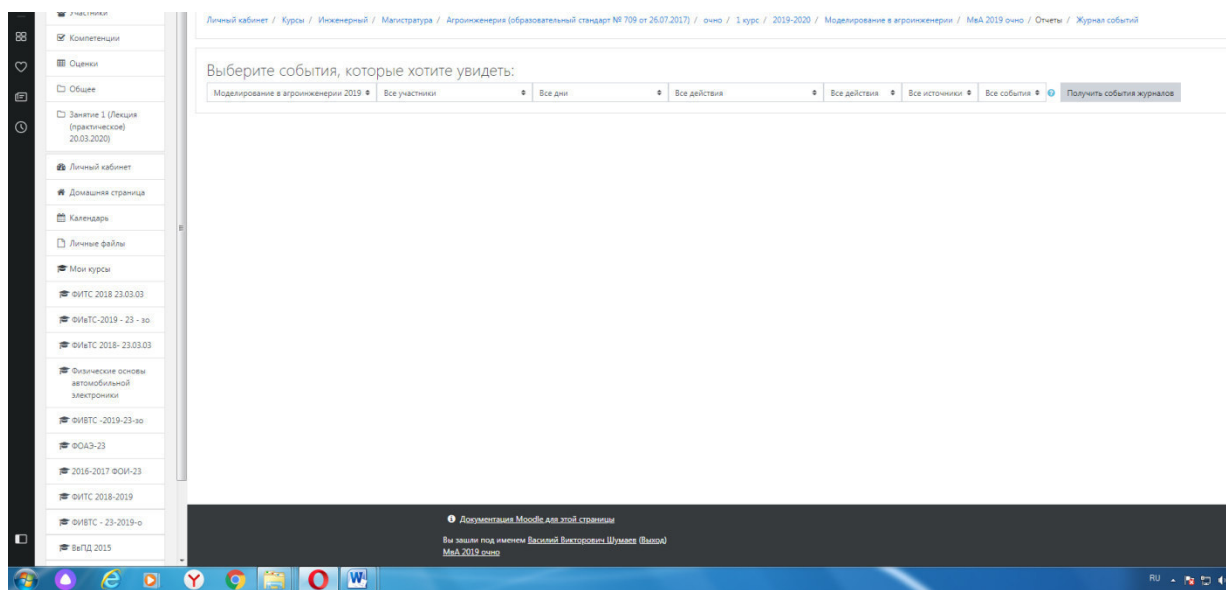 Участники
Компетенции
Оценки
Общее
Занятие 1 (Лекция
(практическое)
20.03.2020)
Личный кабинет
Домашняя страница
Календарь
Личные файлы
Мои курсы
ФИТС 2018 23.03.03
ФИвТС-2019 - 23 - зо
ФИвТС 2018- 23.03.03
Физические основы
автомобильной
электроники
ФИВТС -2019-23-зо
ФОАЭ-23
2016-2017 ФОИ-23
ФИТС 2018-2019
ФИВТС - 23-2019-о
ВвПД 2015
Личный кабинет / Курсы / Инженерный / Магистратура / Агроинженерия (образовательный стандарт № 709 от 26.07.2017) / очно / 1 курс / 2019-2020 / Моделирование в агроинженерии / МвА 2019 очно / Отчеты / Журнал событий
Выберите события, которые хотите увидеть:
Моделирование в агроинженерии 2019 Все участники Все дни Все действия Все действия Все источники Все события Получить события журналов
Документация Moodle для этой страницы
Вы зашли под именем Василий Викторович Шумаев (Выход)
МвА 2019 очно
RU